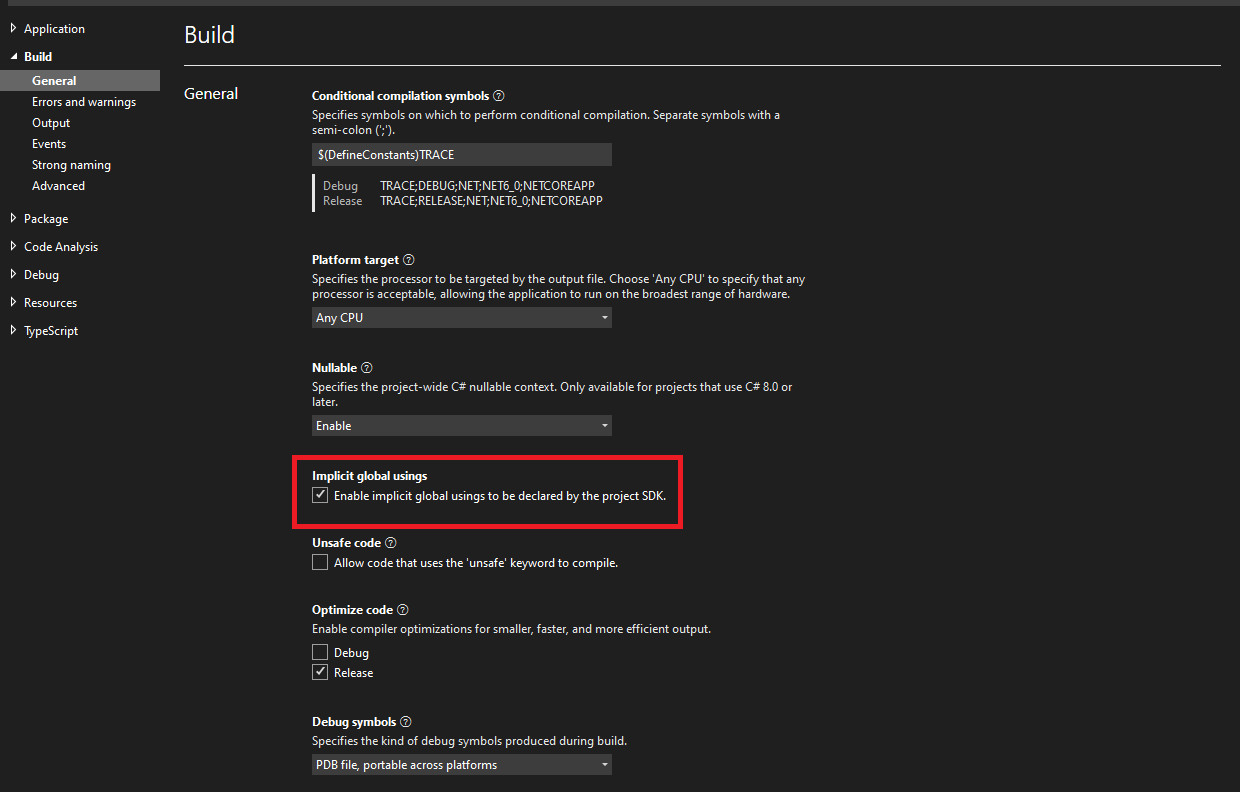 Application
Build
General
Errors and warnings
Output
Events
Strong naming
Advanced
Package
Code Analysis
Debug
Resources
TypeScript
Build
General
Conditional compilation symbols
Specifies symbols on which to perform conditional compilation. Separate symbols with a
semi-colon (';').
$(DefineConstants)TRACE
Debug TRACE;DEBUG;NET;NET6_0;NETCOREAPP
Release TRACE;RELEASE;NET;NET6_0;NETCOREAPP
Platform target
Specifies the processor to be targeted by the output file. Choose 'Any CPU' to specify that any
processor is acceptable, allowing the application to run on the broadest range of hardware.
Any CPU
Nullable
Specifies the project-wide C# nullable context. Only available for projects that use C# 8.0 or
later.
Enable
Implicit global usings
Enable implicit global usings to be declared by the project SDK.
Unsafe code
Allow code that uses the 'unsafe' keyword to compile.
Optimize code
Enable compiler optimizations for smaller, faster, and more efficient output.
Debug
Release
Debug symbols
Specifies the kind of debug symbols produced during build.
PDB file, portable across platforms